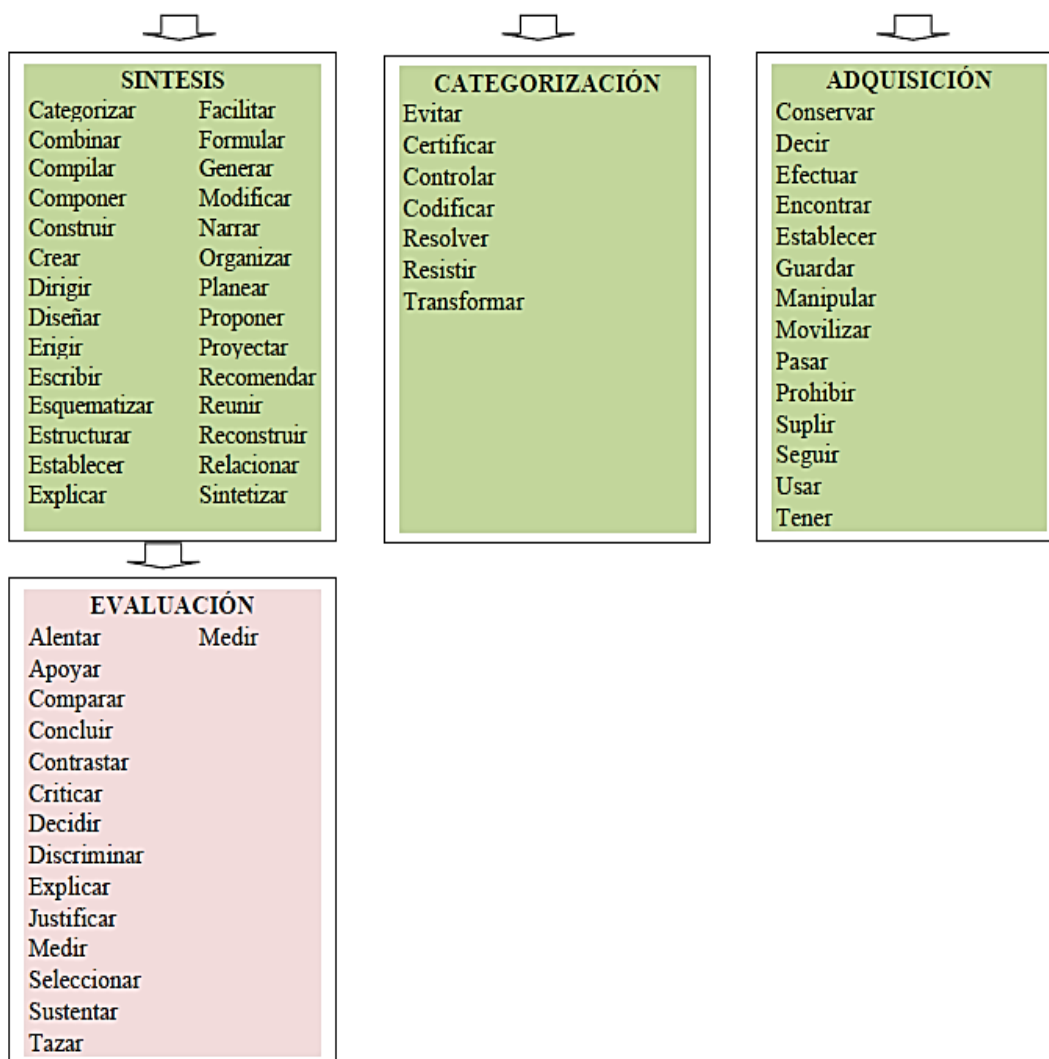 SINTESIS
Categorizar Facilitar
Combinar Formular
Compilar Generar
Componer Modificar
Construir Narrar
Crear Organizar
Dirigir Planear
Diseñar Proponer
Erigir Proyectar
Escribir Recomendar
Esquematizar Reunir
Estructurar Reconstruir
Establecer Relacionar
Explicar Sintetizar
CATEGORIZACIÓN
Evitar
Certificar
Controlar
Codificar
Resolver
Resistir
Transformar
ADQUISICIÓN
Conservar
Decir
Efectuar
Encontrar
Establecer
Guardar
Manipular
Movilizar
Pasar
Prohibir
Suplir
Seguir
Usar
Tener
EVALUACIÓN
Alentar Medir
Apoyar
Comparar
Concluir
Contrastar
Criticar
Decidir
Discriminar
Explicar
Justificar
Medir
Seleccionar
Sustentar
Tazar